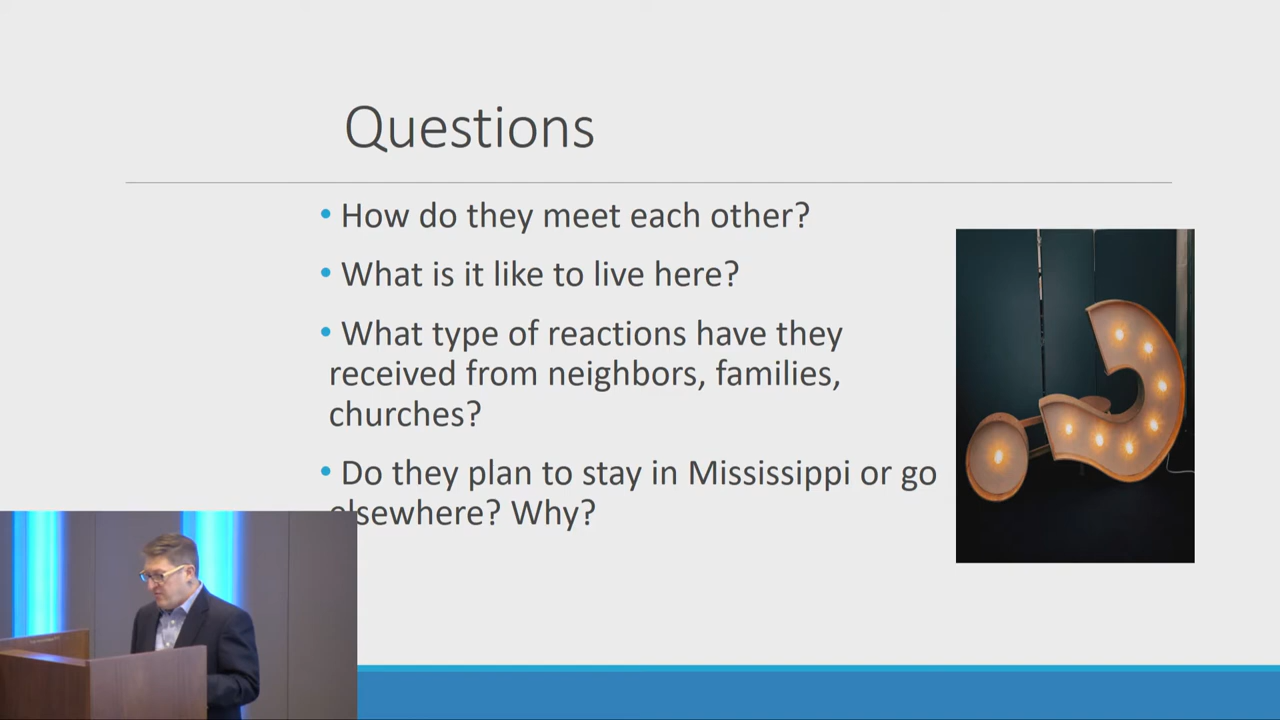 Questions
• How do they meet each other?
• What is it like to live here?
• What type of reactions have they
received from neighbors, families,
churches?
• Do they plan to stay in Mississippi or go
elsewhere? Why?